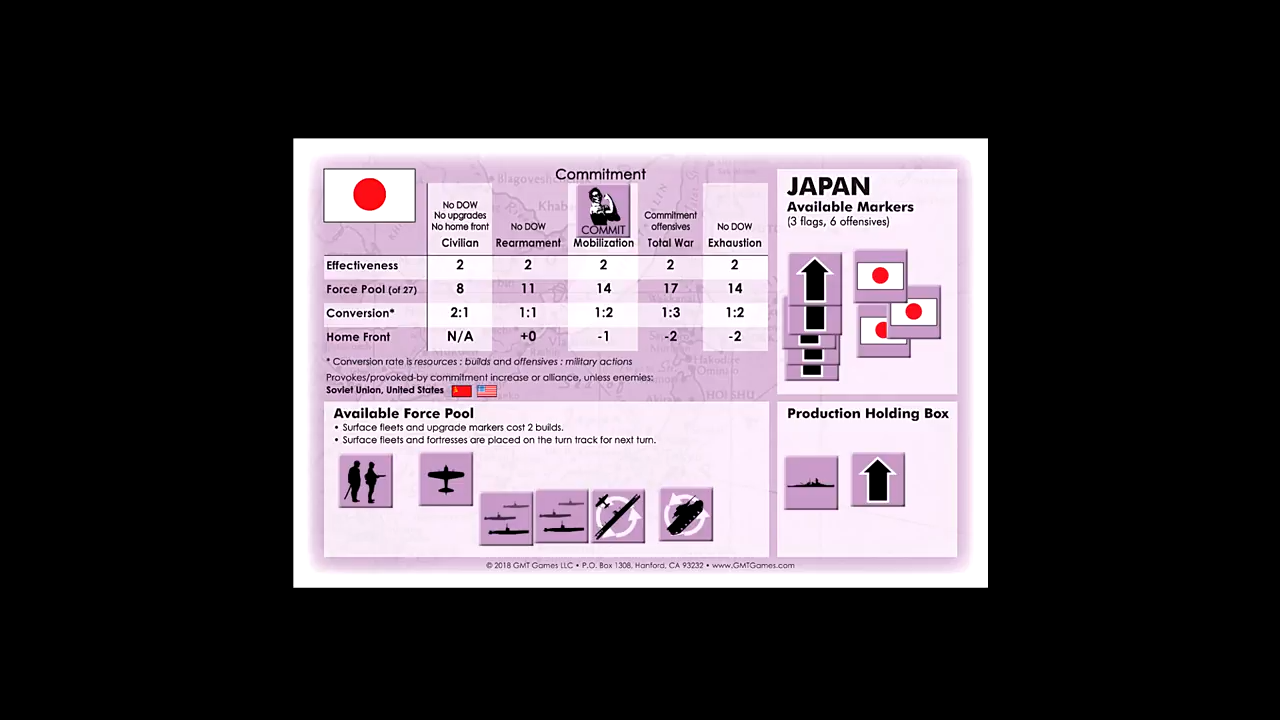 Commitment
No DOW
No upgrades
No home front
Civilian
No DOW
Rearmament
COMMIT
Mobilization
Commitment
offensives
Total War
No DOW
Exhaustion
Effectiveness 2 2 2 2 2
Force Pool (of 27) 8 11 14 17 14
Conversion* 2:1 1:1 1:2 1:3 1:2
Home Front N/A +0 -1 -2 -2
* Conversion rate is resources : builds and offensives : military actions
Provokes/provoked-by commitment increase or alliance, unless enemies:
Soviet Union, United States
JAPAN
Available Markers
(3 flags, 6 offensives)
Available Force Pool
• Surface fleets and upgrade markers cost 2 builds.
• Surface fleets and fortresses are placed on the turn track for next turn.
Production Holding Box
© 2018 GMT Games LLC • P.O. Box 1308, Hanford, CA 93232 • www.GMTGames.com